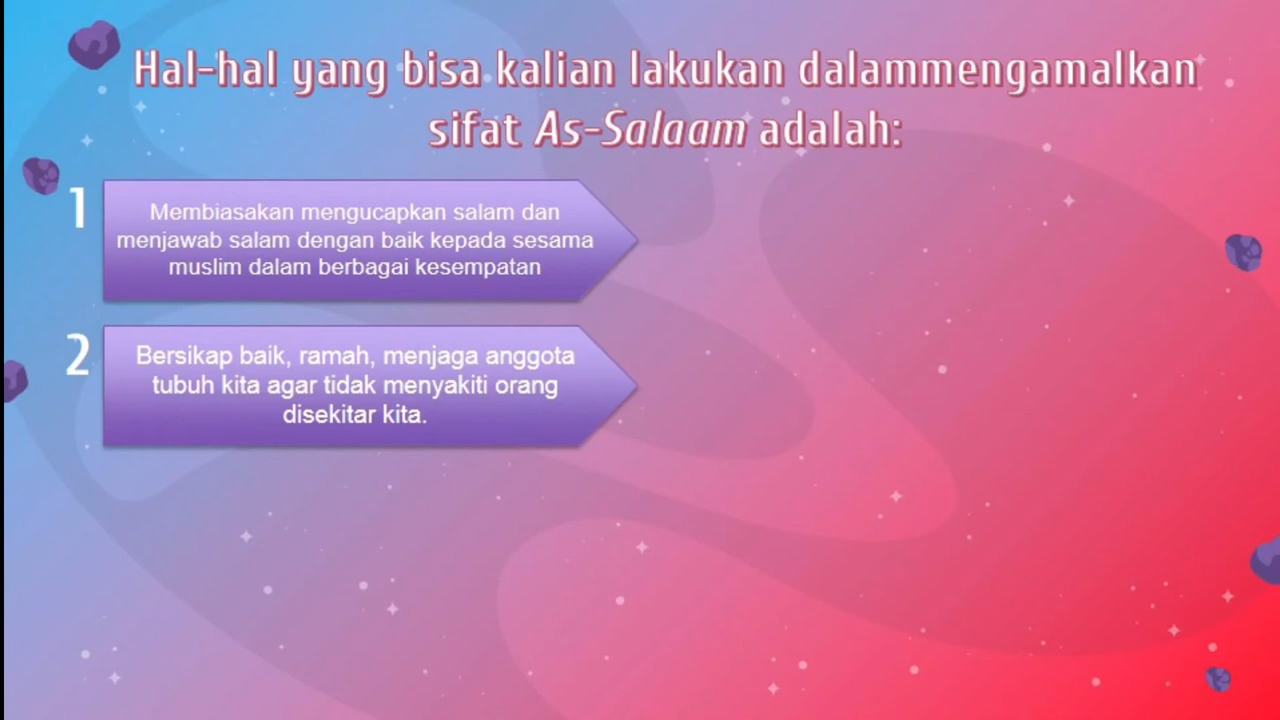 Hal-hal yang bisa kalian lakukan dalammengamalkan
sifat As-Salaam adalah:
1
Membiasakan mengucapkan salam dan
menjawab salam dengan baik kepada sesama
muslim dalam berbagai kesempatan
2
Bersikap baik, ramah, menjaga anggota
tubuh kita agar tidak menyakiti orang
disekitar kita.